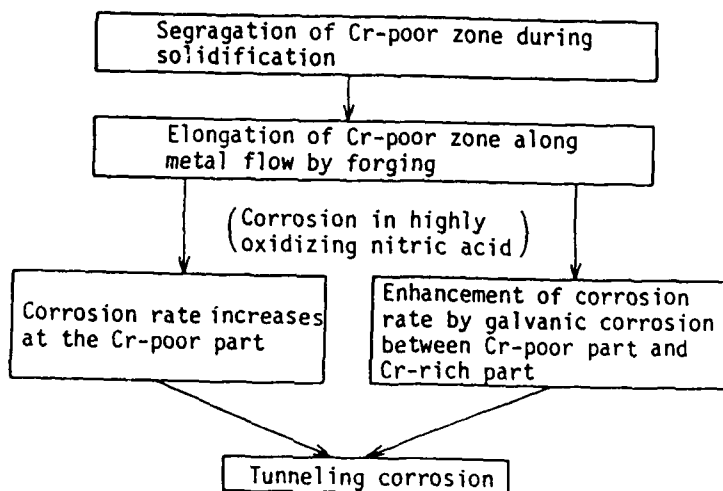 Segragation of Cr-poor zone during
solidification
Elongation of Cr-poor zone along
metal flow by forging
(Corrosion in highly
oxidizing nitric acid)
Corrosion rate increases
at the Cr-poor part
Enhancement of corrosion
rate by galvanic corrosion
between Cr-poor part and
Cr-rich part
Tunneling corrosion